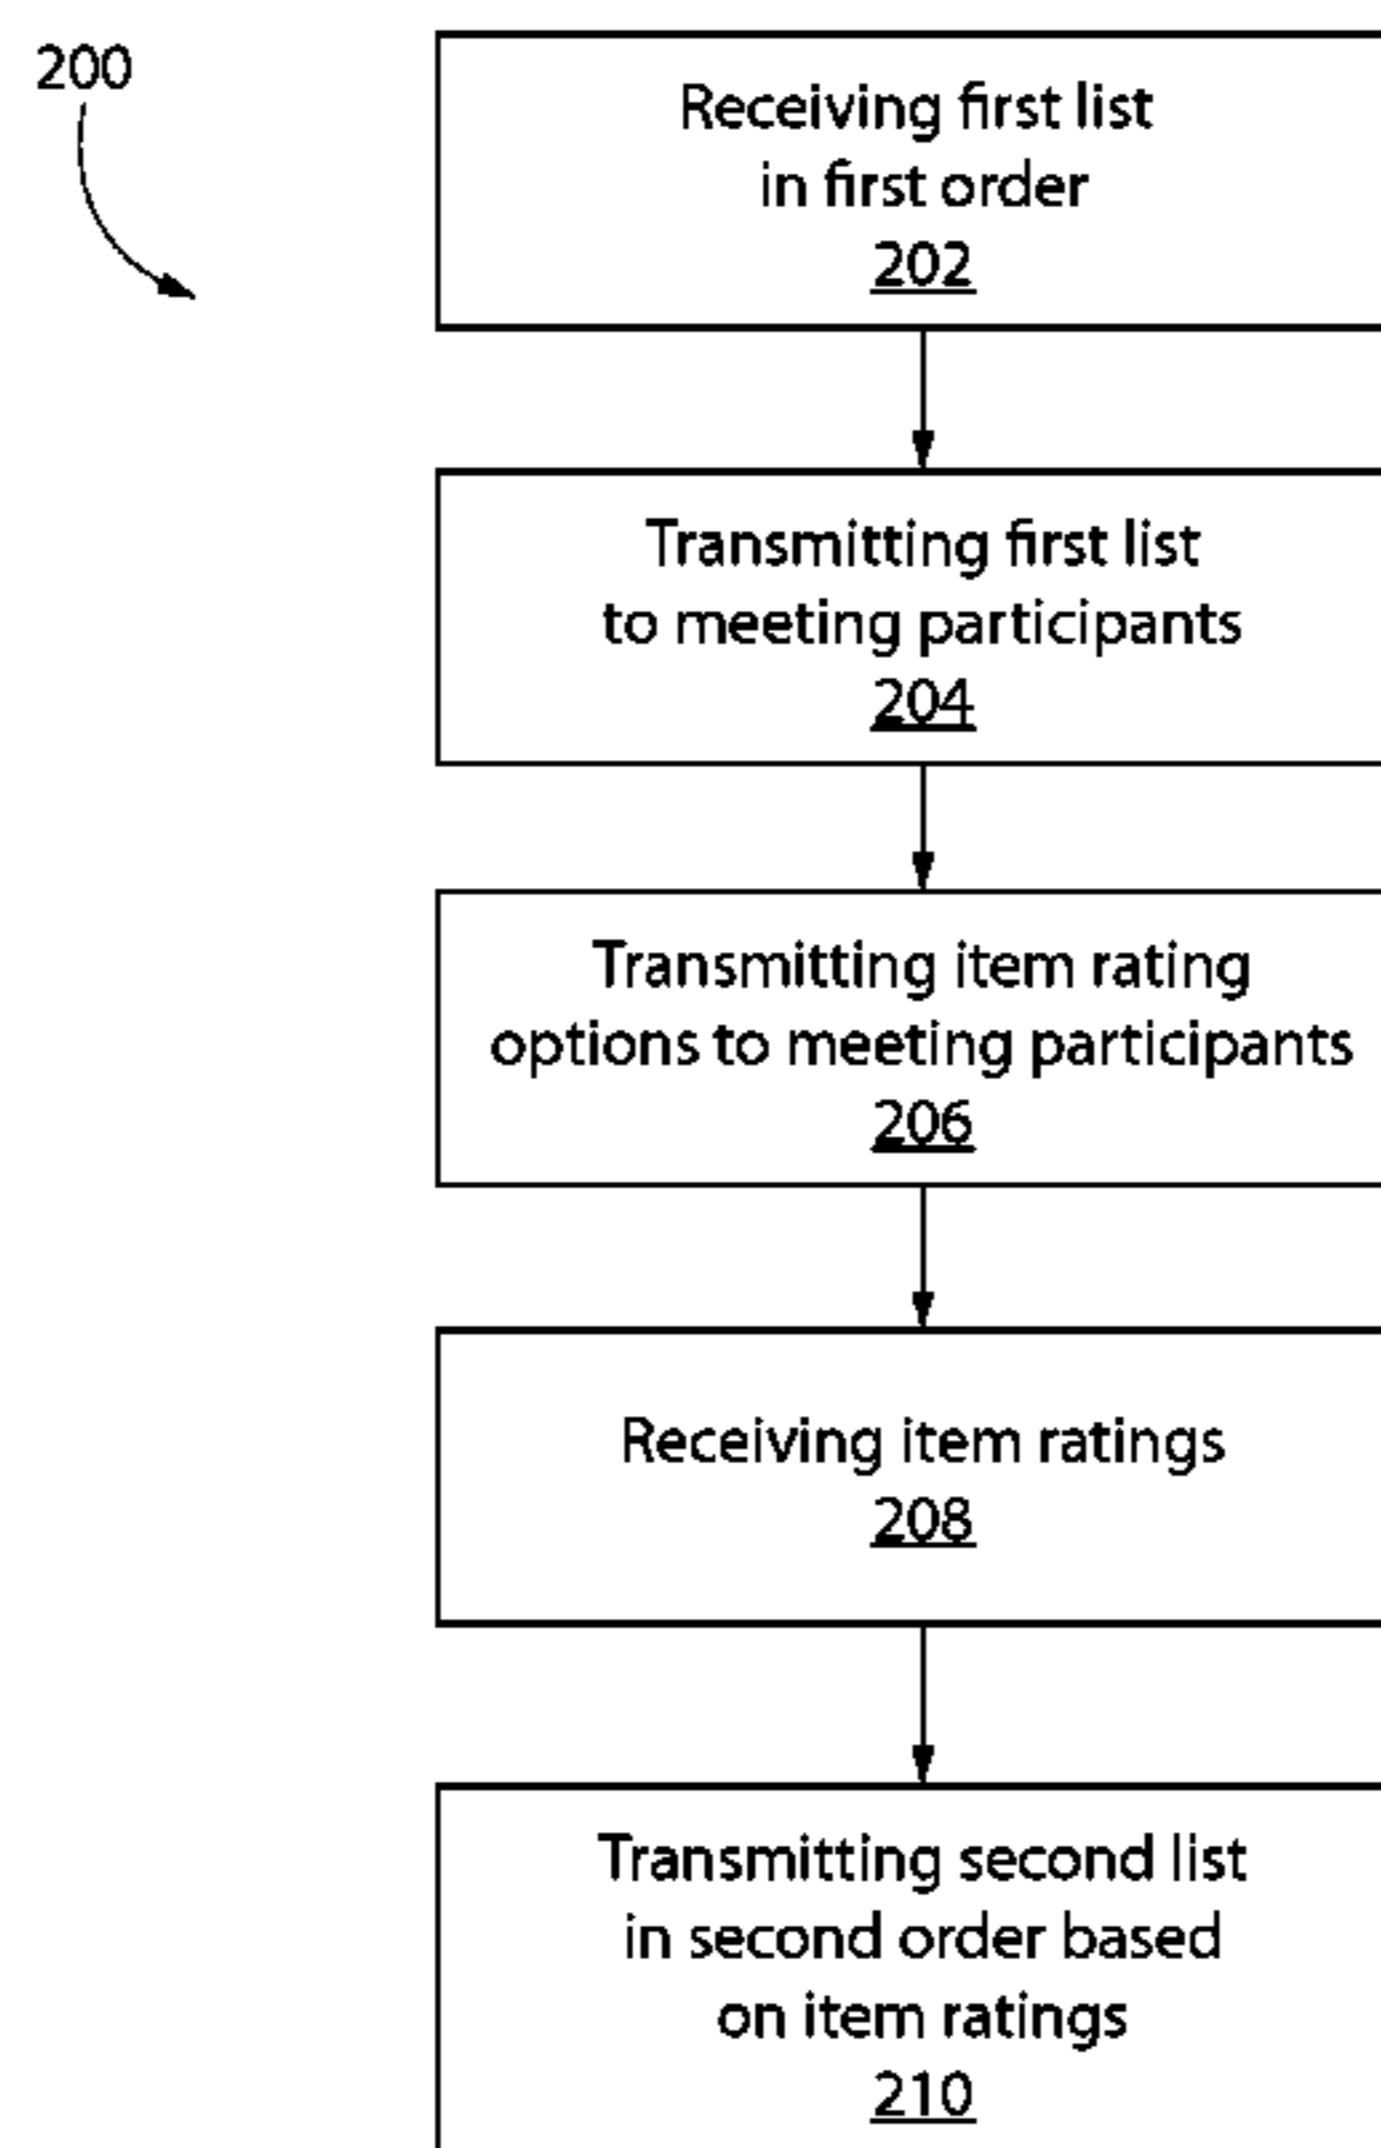 200
Receiving first list
in first order
202
Transmitting first list
to meeting participants
204
Transmitting item rating
options to meeting participants
206
Receiving item ratings
208
Transmitting second list
in second order based
on item ratings
210